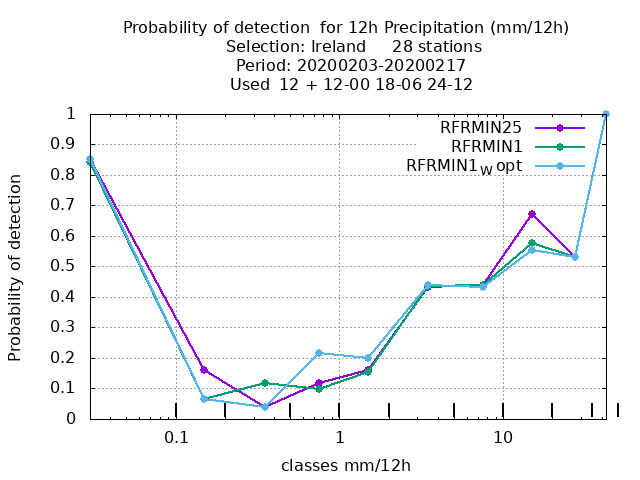 Probability of detection  for 12h Precipitation (mm/12h)
Selection: Ireland     28 stations
Period: 20200203-20200217
Used  12 + 12-00 18-06 24-12
RFRMIN25
RFRMIN1
RFRMIN1W opt
Probability of detection
1
0.9
0.8
0.7
0.6
0.5
0.4
0.3
0.2
0.1
0
0.1 1 10
classes mm/12h